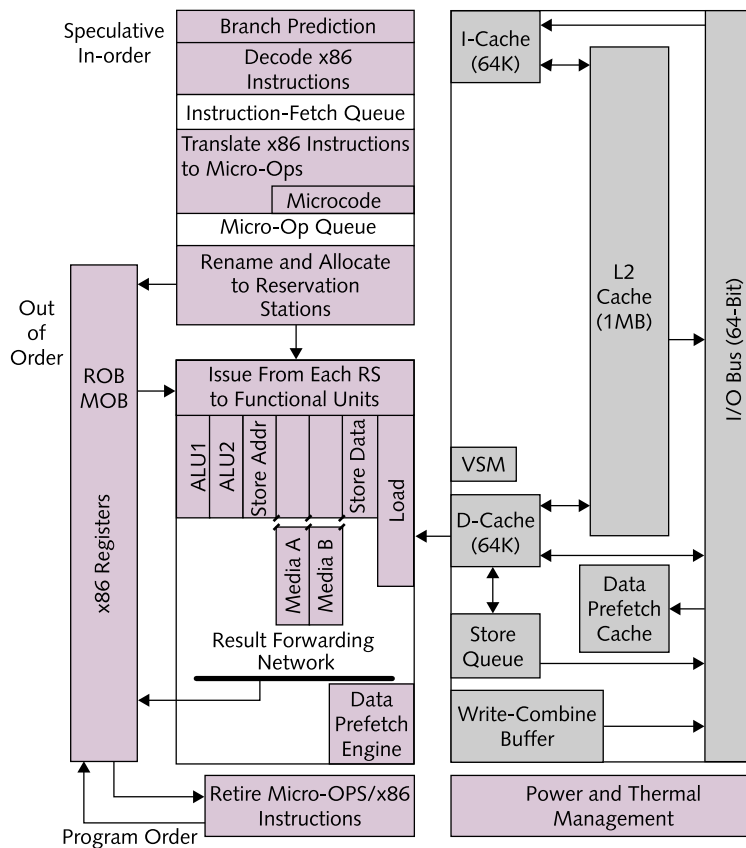 Speculative
In-order
Branch Prediction
Decode x86
Instructions
Instruction-Fetch Queue
Translate x86 Instructions
to Micro-Ops
Microcode
Micro-Op Queue
Rename and Allocate
to Reservation
Stations
Out
of
Order
ROB
MOB
x86 Registers
Issue From Each RS
to Functional Units
ALU1
ALU2
Store Addr
Store Data
Load
Media A
Media B
Result Forwarding
Network
Data
Prefetch
Engine
Retire Micro-OPS/x86
Instructions
Program Order
I-Cache
(64K)
L2
Cache
(1MB)
I/O Bus (64-Bit)
VSM
D-Cache
(64K)
Data
Prefetch
Cache
Store
Queue
Write-Combine
Buffer
Power and Thermal
Management